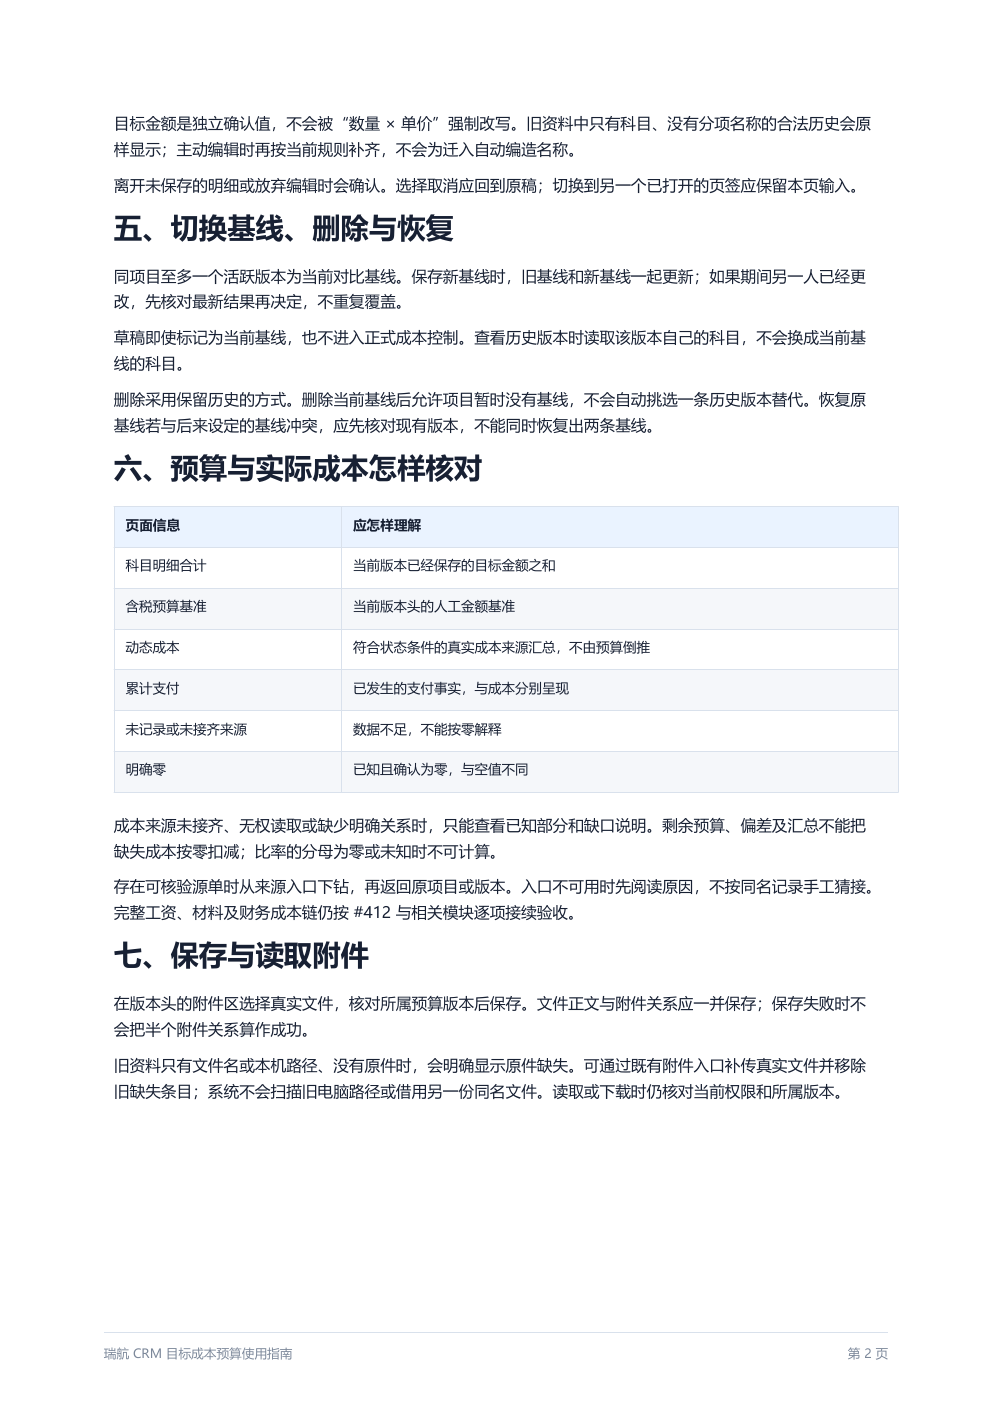 目标金额是独立确认值，不会被“数量 × 单价”强制改写。旧资料中只有科目、没有分项名称的合法历史会原
样显示；主动编辑时再按当前规则补齐，不会为迁入自动编造名称。
离开未保存的明细或放弃编辑时会确认。选择取消应回到原稿；切换到另一个已打开的页签应保留本页输入。
五、切换基线、删除与恢复
同项目至多一个活跃版本为当前对比基线。保存新基线时，旧基线和新基线一起更新；如果期间另一人已经更
改，先核对最新结果再决定，不重复覆盖。
草稿即使标记为当前基线，也不进入正式成本控制。查看历史版本时读取该版本自己的科目，不会换成当前基
线的科目。
删除采用保留历史的方式。删除当前基线后允许项目暂时没有基线，不会自动挑选一条历史版本替代。恢复原
基线若与后来设定的基线冲突，应先核对现有版本，不能同时恢复出两条基线。
六、预算与实际成本怎样核对
页面信息 应怎样理解
科目明细合计 当前版本已经保存的目标金额之和
含税预算基准 当前版本头的人工金额基准
动态成本 符合状态条件的真实成本来源汇总，不由预算倒推
累计支付 已发生的支付事实，与成本分别呈现
未记录或未接齐来源 数据不足，不能按零解释
明确零 已知且确认为零，与空值不同
成本来源未接齐、无权读取或缺少明确关系时，只能查看已知部分和缺口说明。剩余预算、偏差及汇总不能把
缺失成本按零扣减；比率的分母为零或未知时不可计算。
存在可核验源单时从来源入口下钻，再返回原项目或版本。入口不可用时先阅读原因，不按同名记录手工猜接。
完整工资、材料及财务成本链仍按 #412 与相关模块逐项接续验收。
七、保存与读取附件
在版本头的附件区选择真实文件，核对所属预算版本后保存。文件正文与附件关系应一并保存；保存失败时不
会把半个附件关系算作成功。
旧资料只有文件名或本机路径、没有原件时，会明确显示原件缺失。可通过既有附件入口补传真实文件并移除
旧缺失条目；系统不会扫描旧电脑路径或借用另一份同名文件。读取或下载时仍核对当前权限和所属版本。
瑞航 CRM 目标成本预算使用指南 第 2 页